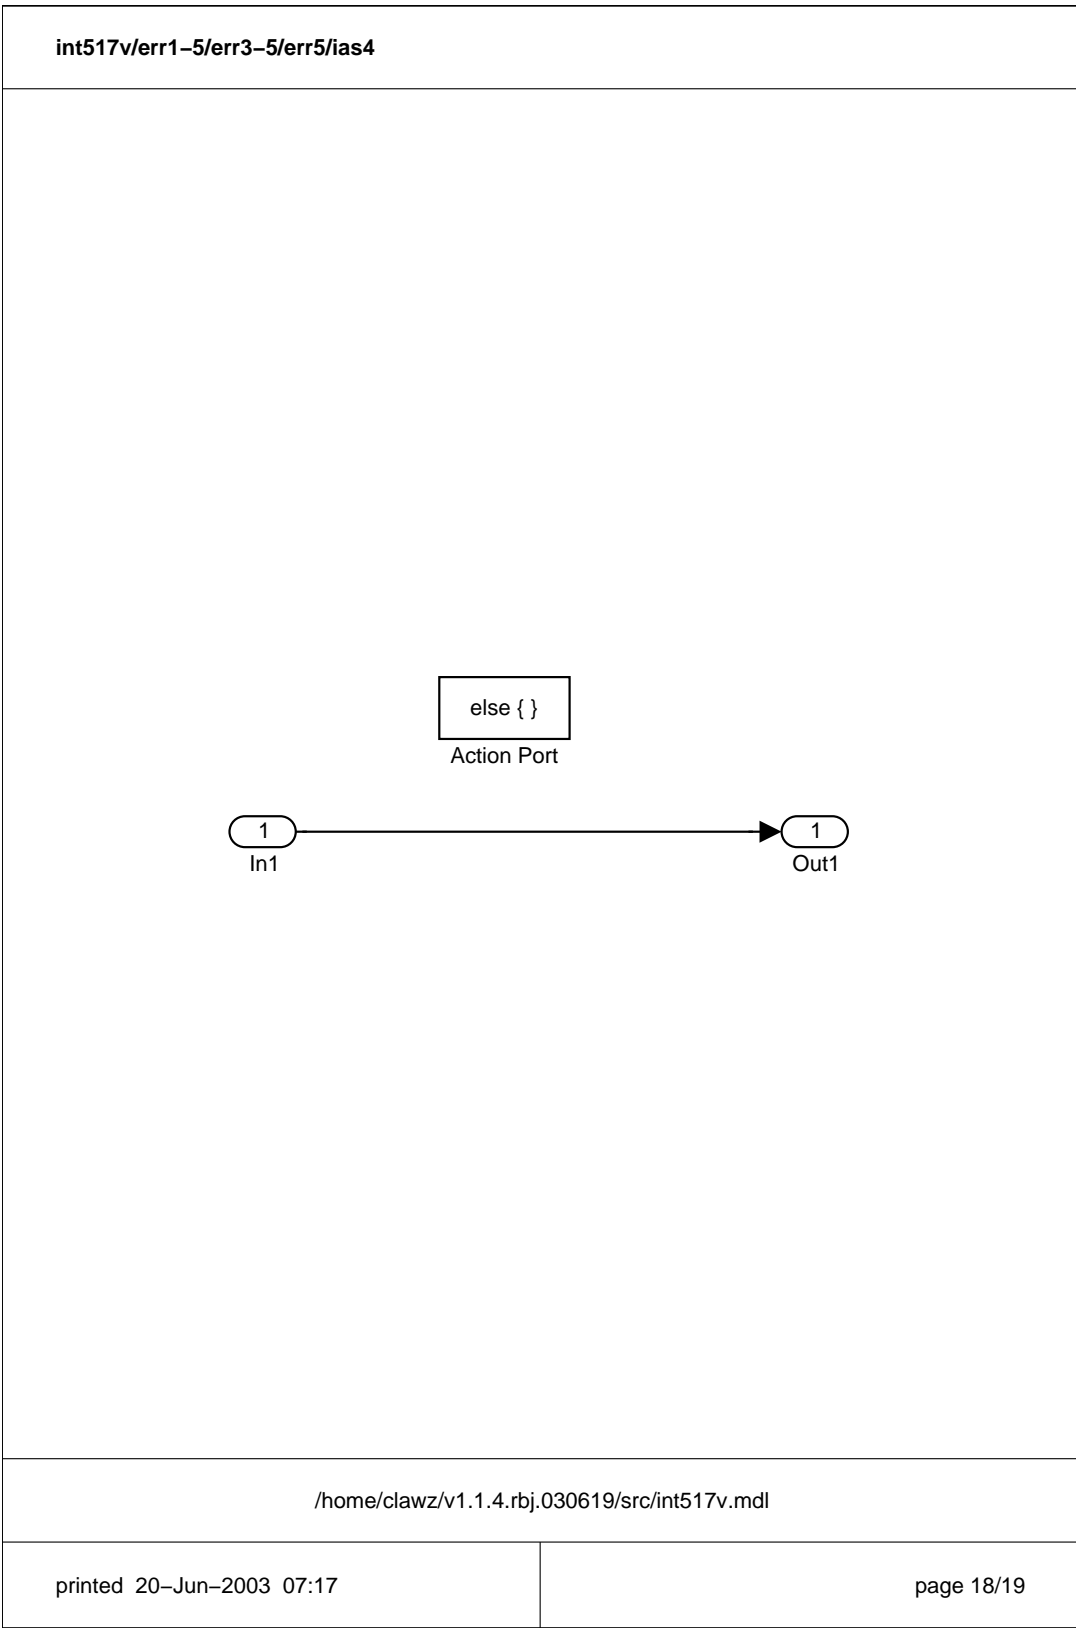 int517v/err1−5/err3−5/err5/ias4
else { }
Action Port
1
1
In1
Out1
/home/clawz/v1.1.4.rbj.030619/src/int517v.mdl
printed 20−Jun−2003 07:17
page 18/19